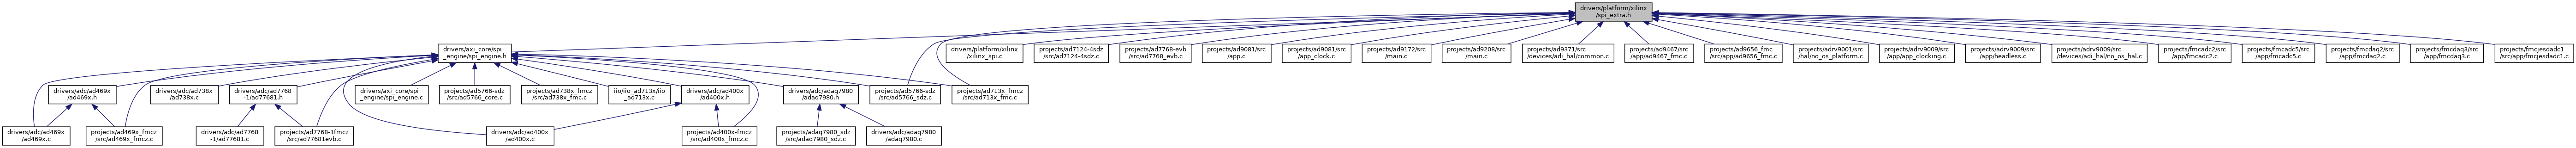 drivers/platform/xilinx
/spi_extra.h
drivers/axi_core/spi
_engine/spi_engine.h
drivers/platform/xilinx
/xilinx_spi.c
projects/ad7124-4sdz
/src/ad7124-4sdz.c
projects/ad7768-evb
/src/ad7768_evb.c
projects/ad9081/src
/app.c
projects/ad9081/src
/app_clock.c
projects/ad9172/src
/main.c
projects/ad9208/src
/main.c
projects/ad9371/src
/devices/adi_hal/common.c
projects/ad9467/src
/app/ad9467_fmc.c
projects/ad9656_fmc
/src/app/ad9656_fmc.c
projects/adrv9001/src
/hal/no_os_platform.c
projects/adrv9009/src
/app/app_clocking.c
projects/adrv9009/src
/app/headless.c
projects/adrv9009/src
/devices/adi_hal/no_os_hal.c
projects/fmcadc2/src
/app/fmcadc2.c
projects/fmcadc5/src
/app/fmcadc5.c
projects/fmcdaq2/src
/app/fmcdaq2.c
projects/fmcdaq3/src
/app/fmcdaq3.c
projects/fmcjesdadc1
/src/app/fmcjesdadc1.c
drivers/adc/ad469x
/ad469x.h
drivers/adc/ad738x
/ad738x.c
drivers/adc/ad7768
-1/ad77681.h
drivers/axi_core/spi
_engine/spi_engine.c
projects/ad5766-sdz
/src/ad5766_core.c
projects/ad738x_fmcz
/src/ad738x_fmc.c
iio/iio_ad713x/iio
_ad713x.c
drivers/adc/ad400x
/ad400x.h
drivers/adc/adaq7980
/adaq7980.h
projects/ad5766-sdz
/src/ad5766_sdz.c
projects/ad713x_fmcz
/src/ad713x_fmc.c
drivers/adc/ad469x
/ad469x.c
projects/ad469x_fmcz
/src/ad469x_fmcz.c
drivers/adc/ad7768
-1/ad77681.c
projects/ad7768-1fmcz
/src/ad77681evb.c
drivers/adc/ad400x
/ad400x.c
projects/ad400x-fmcz
/src/ad400x_fmcz.c
projects/adaq7980_sdz
/src/adaq7980_sdz.c
drivers/adc/adaq7980
/adaq7980.c